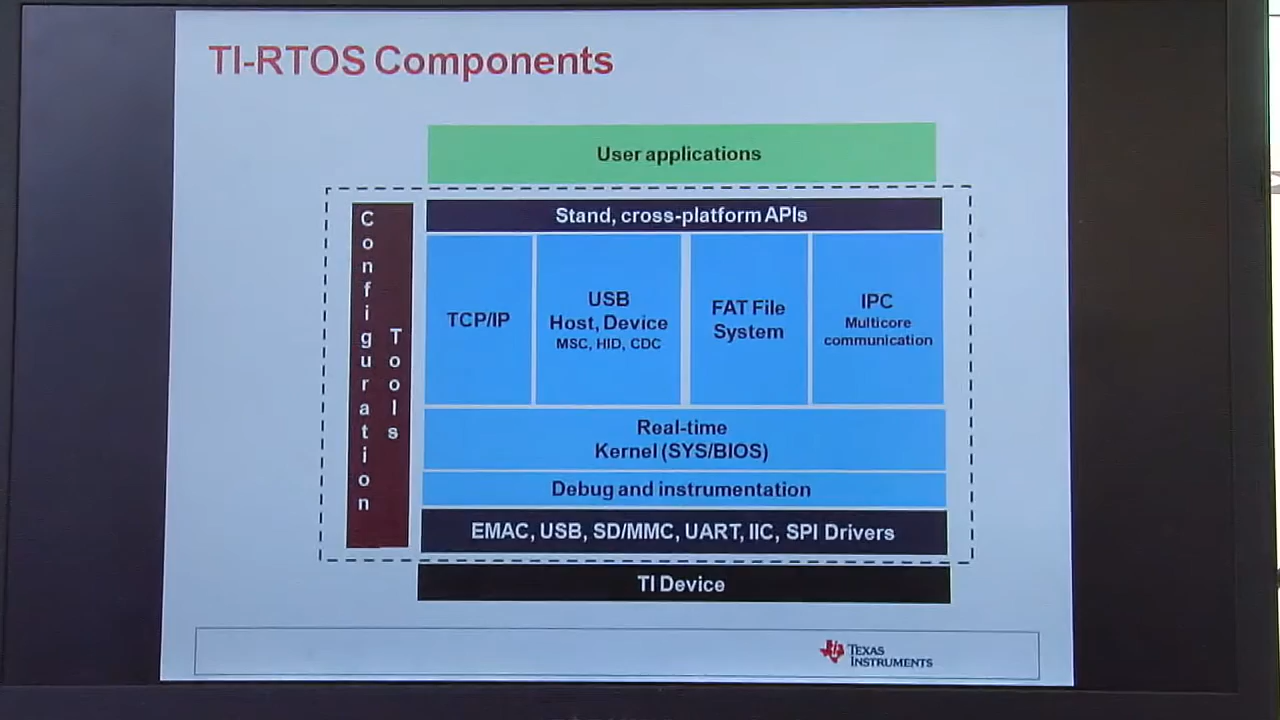 TI-RTOS Components
User applications
Stand, cross-platform APIs
Configuration
Tools
TCP/IP
USB
Host, Device
MSC, HID, CDC
FAT File
System
IPC
Multicore
communication
Real-time
Kernel (SYS/BIOS)
Debug and instrumentation
EMAC, USB, SD/MMC, UART, IIC, SPI Drivers
TI Device
TEXAS
INSTRUMENTS